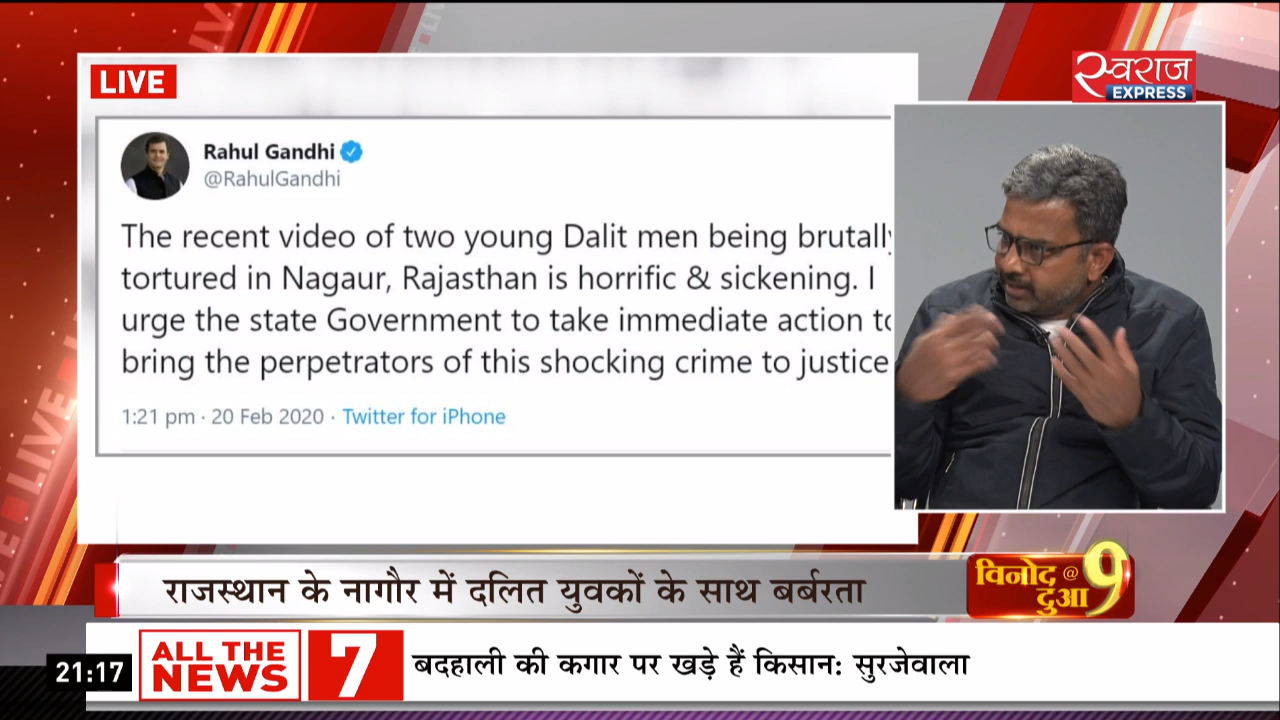 LIVE
स्वराज
EXPRESS
Rahul Gandhi
@RahulGandhi
The recent video of two young Dalit men being brutally
tortured in Nagaur, Rajasthan is horrific & sickening. I
urge the state Government to take immediate action to
bring the perpetrators of this shocking crime to justice
1:21 pm · 20 Feb 2020 · Twitter for iPhone
राजस्थान के नागौर में दलित युवकों के साथ बर्बरता
विनोद @ 9
दुआ
21:17
ALL THE
NEWS
7
बदहाली की कगार पर खड़े हैं किसान: सुरजेवाला
LIVE
LIVE